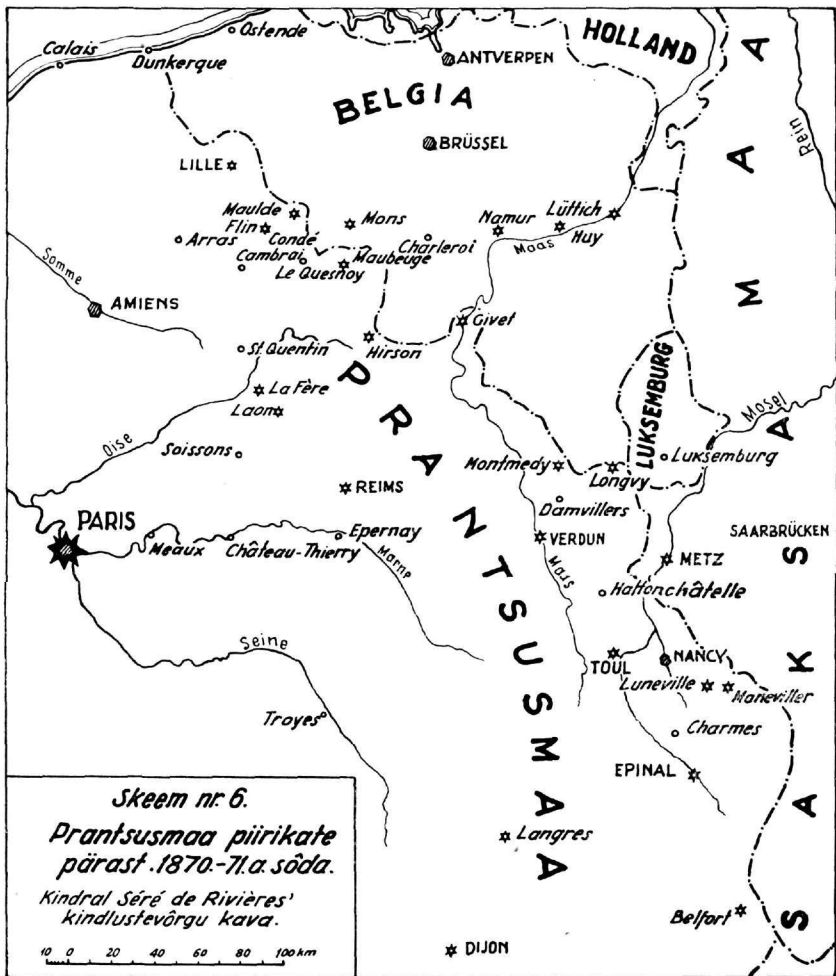 Ostende
Calais
Dunkerque
ANTVERPEN
HOLLAND
BELGIA
BRÜSSEL
Rein
LILLE
Maulde
Flin
Condé
Mons
Namur
Lüttich
Huy
Arras
Cambrai
Le Quesnoy
Maubeuge
Charleroi
Maas
Somme
AMIENS
Givet
St. Quentin
Hirson
La Fère
Laon
PRANTSUSMAA
LUKSEMBURG
Mosel
SAKSAMAA
Oise
Soissons
Montmedy
Longvy
Luksemburg
REIMS
Damvillers
PARIS
Meaux
Château-Thierry
Epernay
Marne
VERDUN
Maas
SAARBRÜCKEN
METZ
Hattonchâtelle
Seine
TOUL
NANCY
Luneville
Marieviller
Troyes
Charmes
EPINAL
Langres
Belfort
DIJON
Skeem nr. 6.
Prantsusmaa piirikate
pärast .1870.-71.a. sõda.
Kindral Séré de Rivières'
kindlustevõrgu kava.
10 0 20 40 60 80 100 km